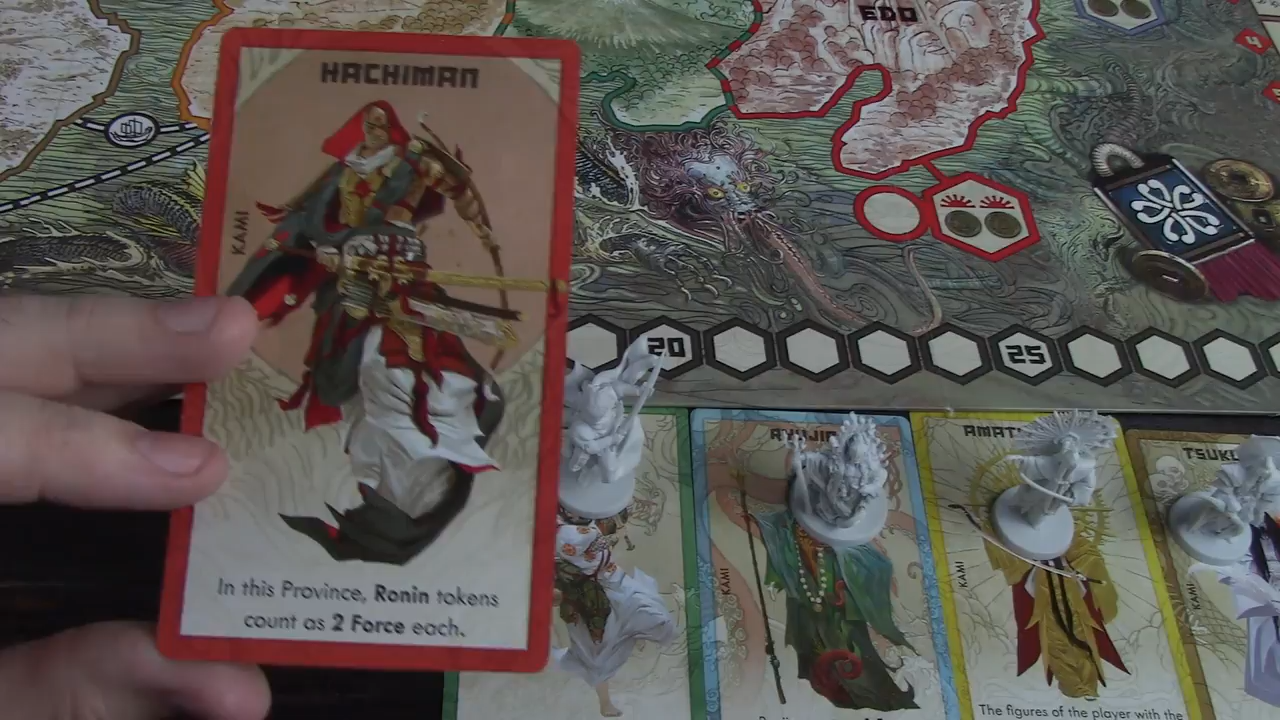 EDO
4
HACHIMAN
KAMI
In this Province, Ronin tokens
count as 2 Force each.
20
25
KAMI
KAMI
The figures of the player with the
KAMI